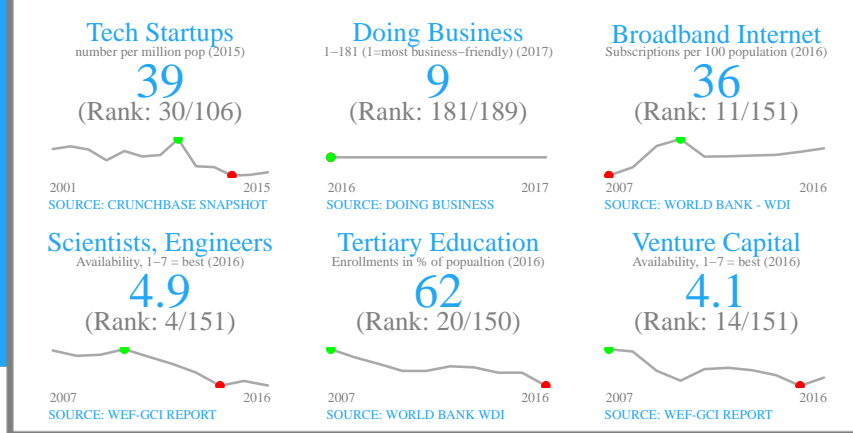 Tech Startups
number per million pop (2015)
39
(Rank: 30/106)
2001 2015
SOURCE: CRUNCHBASE SNAPSHOT
Doing Business
1−181 (1=most business−friendly) (2017)
9
(Rank: 181/189)
2016 2017
SOURCE: DOING BUSINESS
Broadband Internet
Subscriptions per 100 population (2016)
36
(Rank: 11/151)
2007 2016
SOURCE: WORLD BANK - WDI
Scientists, Engineers
Availability, 1−7 = best (2016)
4.9
(Rank: 4/151)
2007 2016
SOURCE: WEF-GCI REPORT
Tertiary Education
Enrollments in % of popualtion (2016)
62
(Rank: 20/150)
2007 2016
SOURCE: WORLD BANK WDI
Venture Capital
Availability, 1−7 = best (2016)
4.1
(Rank: 14/151)
2007 2016
SOURCE: WEF-GCI REPORT